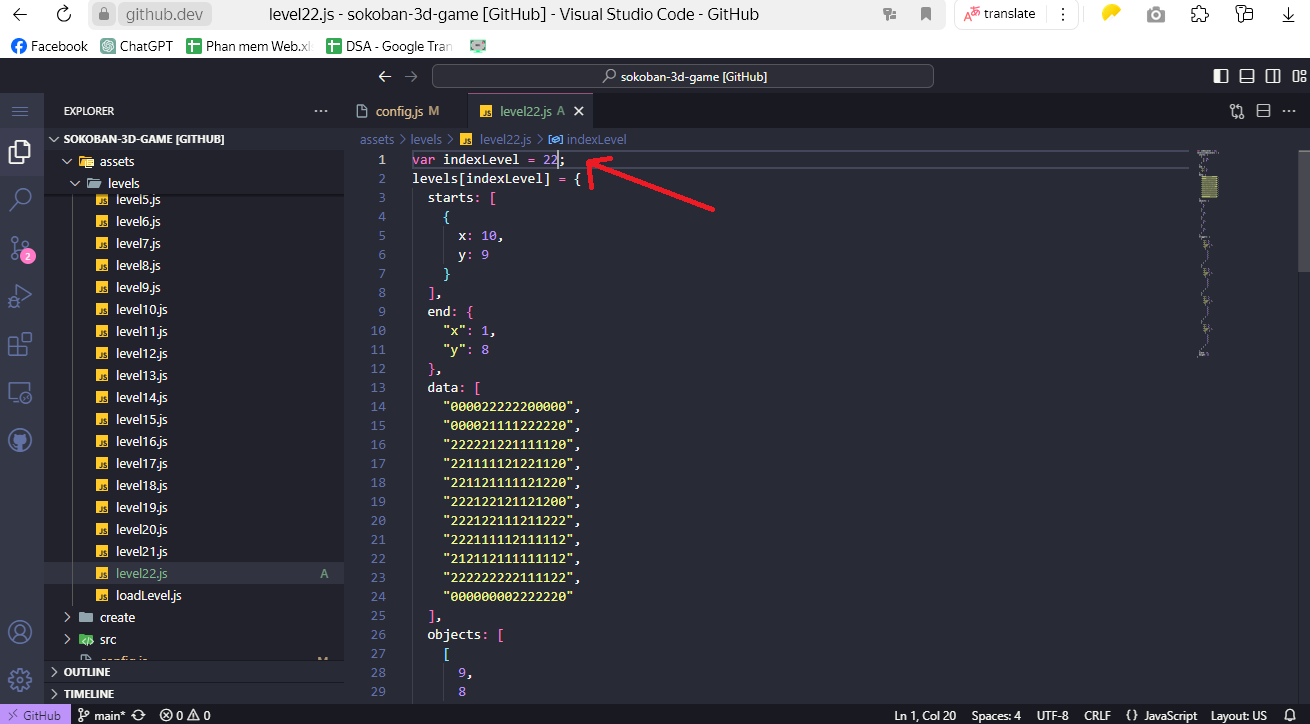 github.dev
level22.js - sokoban-3d-game [GitHub] - Visual Studio Code - GitHub
translate
Facebook
ChatGPT
Phan mem Web.xl
DSA - Google Tran
sokoban-3d-game [GitHub]
EXPLORER
config.js M
level22.js A
SOKOBAN-3D-GAME [GITHUB]
assets > levels > level22.js > indexLevel
assets
levels
level5.js
level6.js
level7.js
level8.js
level9.js
level10.js
level11.js
level12.js
level13.js
level14.js
level15.js
level16.js
level17.js
level18.js
level19.js
level20.js
level21.js
level22.js A
loadLevel.js
create
src
OUTLINE
TIMELINE
2
1 var indexLevel = 22;
2 levels[indexLevel] = {
3 starts: [
4 {
5 x: 10,
6 y: 9
7 }
8 ],
9 end: {
10 "x": 1,
11 "y": 8
12 },
13 data: [
14 "000022222200000",
15 "000021111222220",
16 "222221221111120",
17 "221111121221120",
18 "221121111121220",
19 "222122121121200",
20 "222122111211222",
21 "222111112111112",
22 "212112111111112",
23 "222222222111122",
24 "000000002222220"
25 ],
26 objects: [
27 [
28 9,
29 8
GitHub
main*
0 0
Ln 1, Col 20
Spaces: 4
UTF-8
CRLF
{} JavaScript
Layout: US